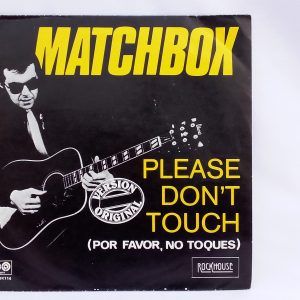 MATCHBOX
PLEASE
DON'T
TOUCH
(POR FAVOR, NO TOQUES)
VERSION
ORIGINAL
ROCKHOUSE